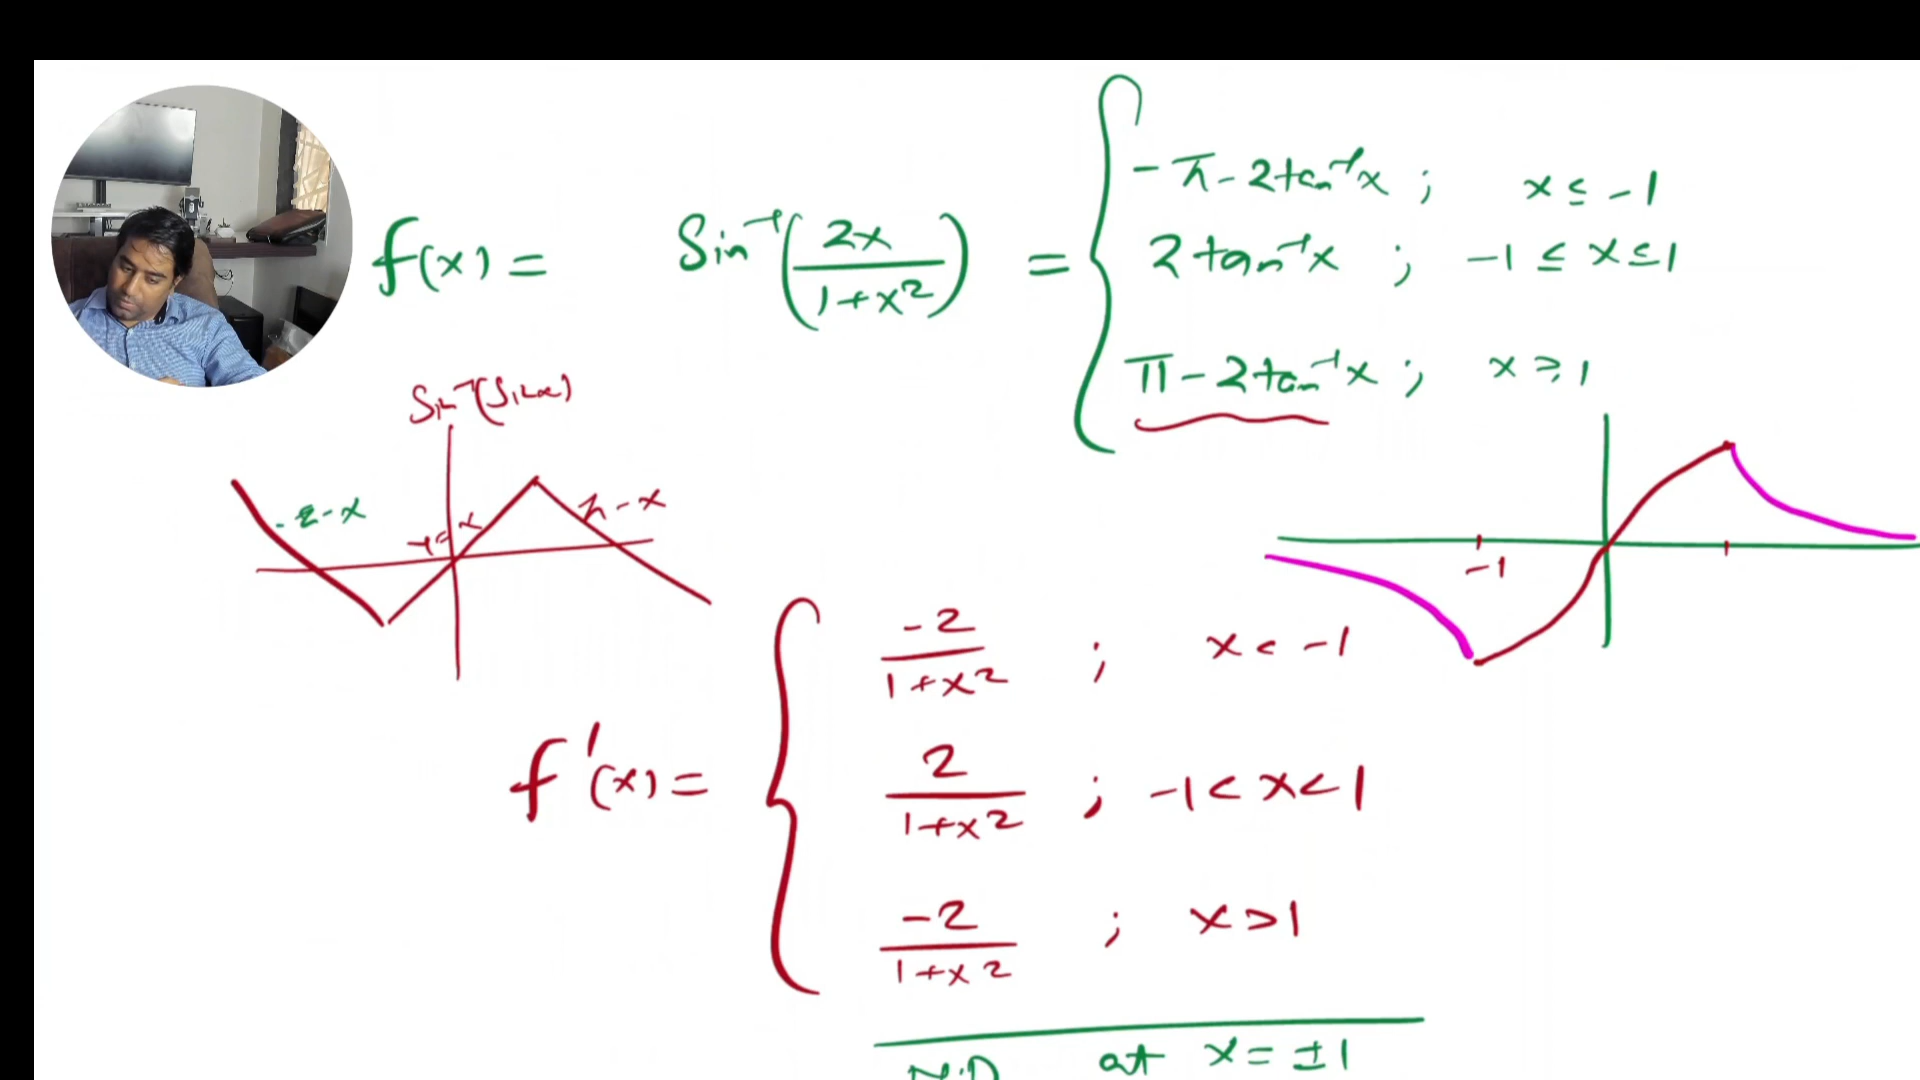 f(x) = Sin⁻¹(2x/(1+x²)) = { -π - 2tan⁻¹x ; x ≤ -1
2tan⁻¹x ; -1 ≤ x ≤ 1
π - 2tan⁻¹x ; x ≥ 1
Sin⁻¹(Sinx)
-π-x
y=x
π-x
-1
f'(x) = { -2/(1+x²) ; x < -1
2/(1+x²) ; -1 < x < 1
-2/(1+x²) ; x > 1
N.D at x = ±1